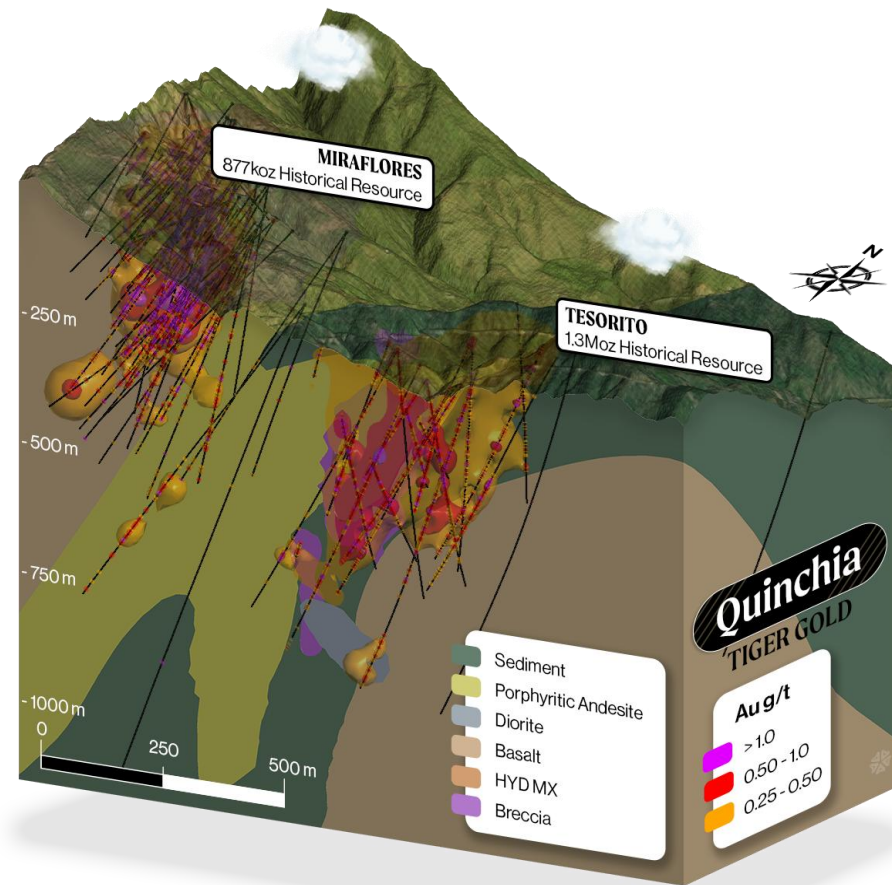 MIRAFLORES
877koz Historical Resource
N
TESORITO
1.3Moz Historical Resource
- 250 m
- 500 m
- 750 m
- 1000 m
0
250
500 m
Quinchia
TIGER GOLD
Sediment
Porphyritic Andesite
Diorite
Basalt
HYD MX
Breccia
Au g/t
> 1.0
0.50 - 1.0
0.25 - 0.50